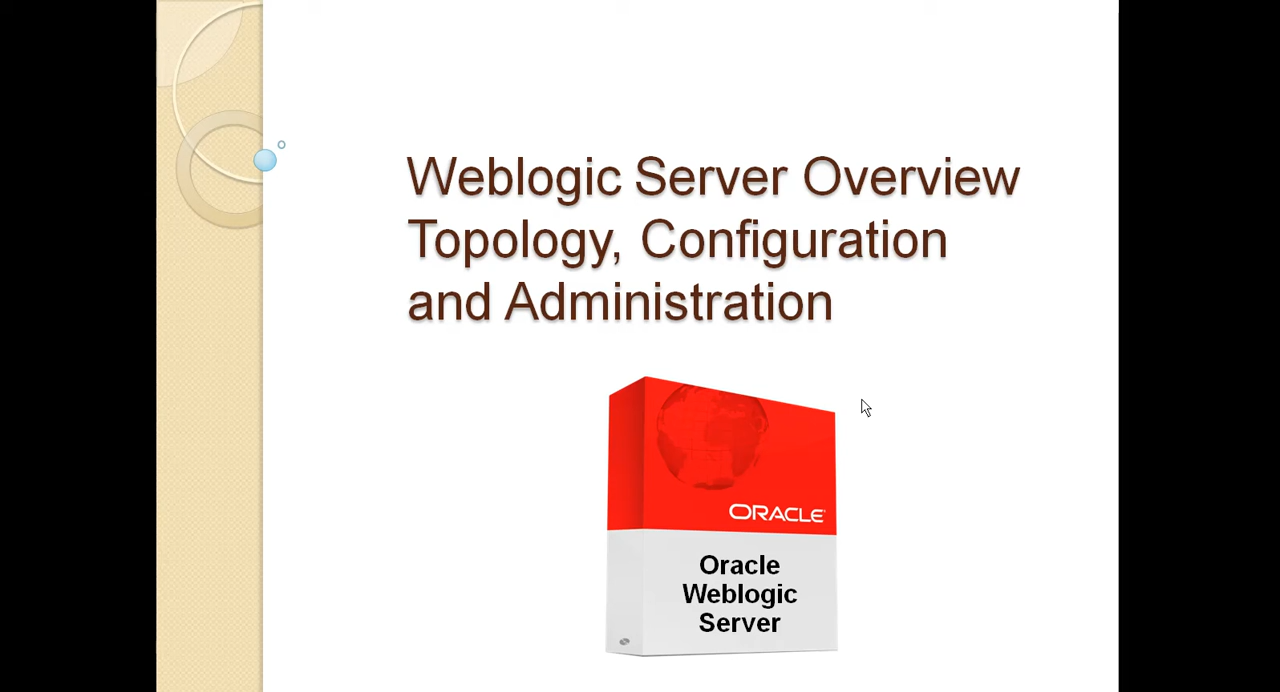 Weblogic Server Overview
Topology, Configuration
and Administration
ORACLE
Oracle
Weblogic
Server